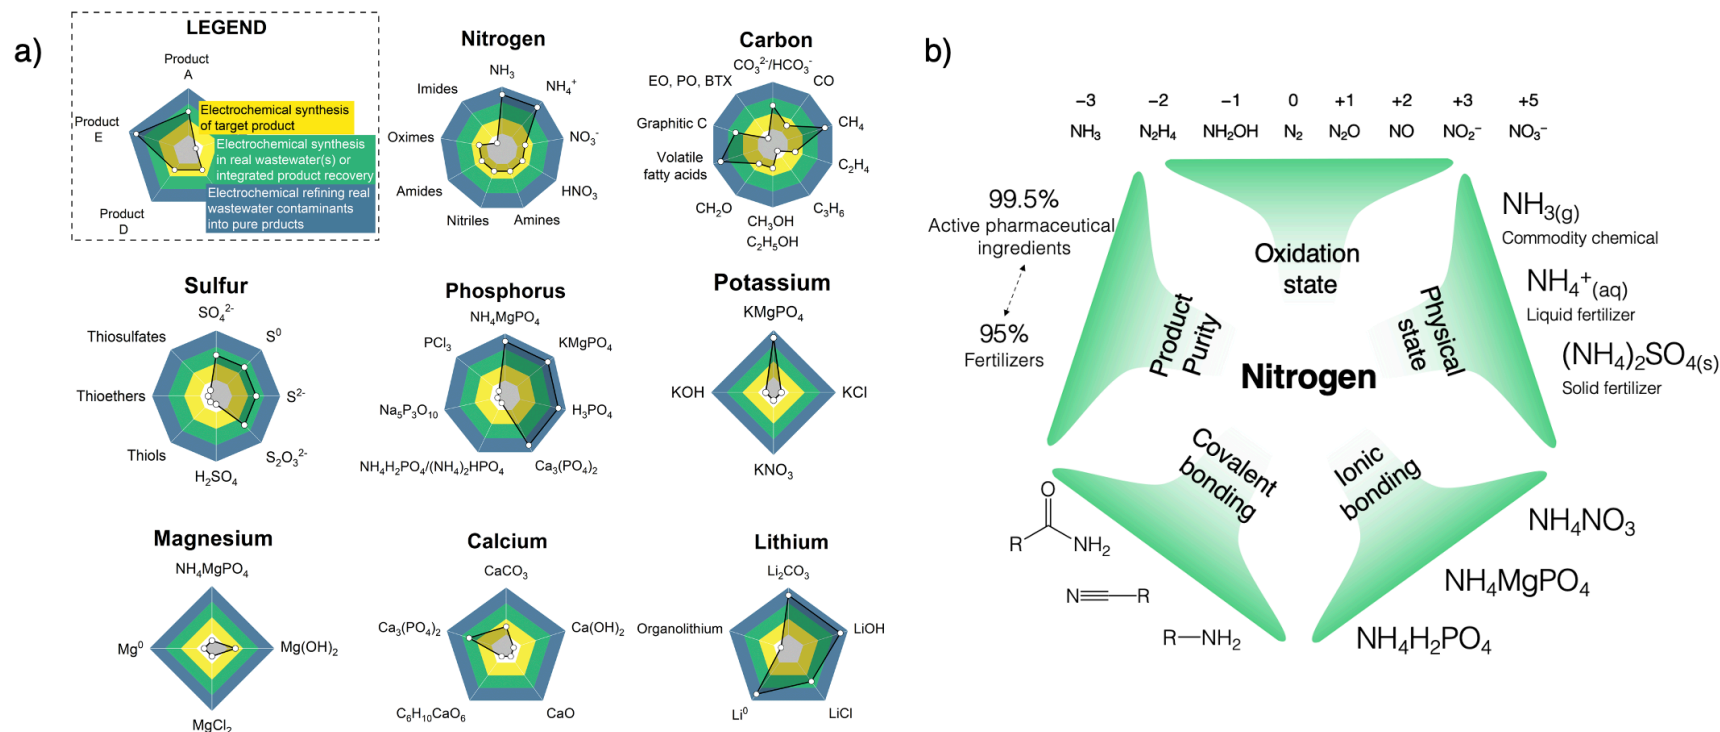 a)
LEGEND
Product
A
Product
E
Product
D
Electrochemical synthesis
of target product
Electrochemical synthesis
in real wastewater(s) or
integrated product recovery
Electrochemical refining real
wastewater contaminants
into pure prducts
Nitrogen
NH₃
NH₄⁺
NO₃⁻
HNO₃
Amines
Nitriles
Amides
Oximes
Imides
Carbon
CO₃²⁻/HCO₃⁻
CO
CH₄
C₂H₄
C₃H₆
CH₃OH
C₂H₅OH
CH₂O
Volatile
fatty acids
Graphitic C
EO, PO, BTX
Sulfur
SO₄²⁻
S⁰
S²⁻
S₂O₃²⁻
H₂SO₄
Thiols
Thioethers
Thiosulfates
Phosphorus
NH₄MgPO₄
KMgPO₄
H₃PO₄
Ca₃(PO₄)₂
NH₄H₂PO₄/(NH₄)₂HPO₄
Na₅P₃O₁₀
PCl₃
Potassium
KMgPO₄
KCl
KNO₃
KOH
Magnesium
NH₄MgPO₄
Mg(OH)₂
MgCl₂
Mg⁰
Calcium
CaCO₃
Ca(OH)₂
CaO
C₆H₁₀CaO₆
Ca₃(PO₄)₂
Lithium
Li₂CO₃
LiOH
LiCl
Li⁰
Organolithium
b)
−3 −2 −1 0 +1 +2 +3 +5
NH₃ N₂H₄ NH₂OH N₂ N₂O NO NO₂⁻ NO₃⁻
99.5%
Active pharmaceutical
ingredients
95%
Fertilizers
Oxidation
state
Product
Purity
Physical
state
Nitrogen
Covalent
bonding
Ionic
bonding
NH₃(g)
Commodity chemical
NH₄⁺(aq)
Liquid fertilizer
(NH₄)₂SO₄(s)
Solid fertilizer
O
R NH₂
N≡C—R
R—NH₂
NH₄NO₃
NH₄MgPO₄
NH₄H₂PO₄